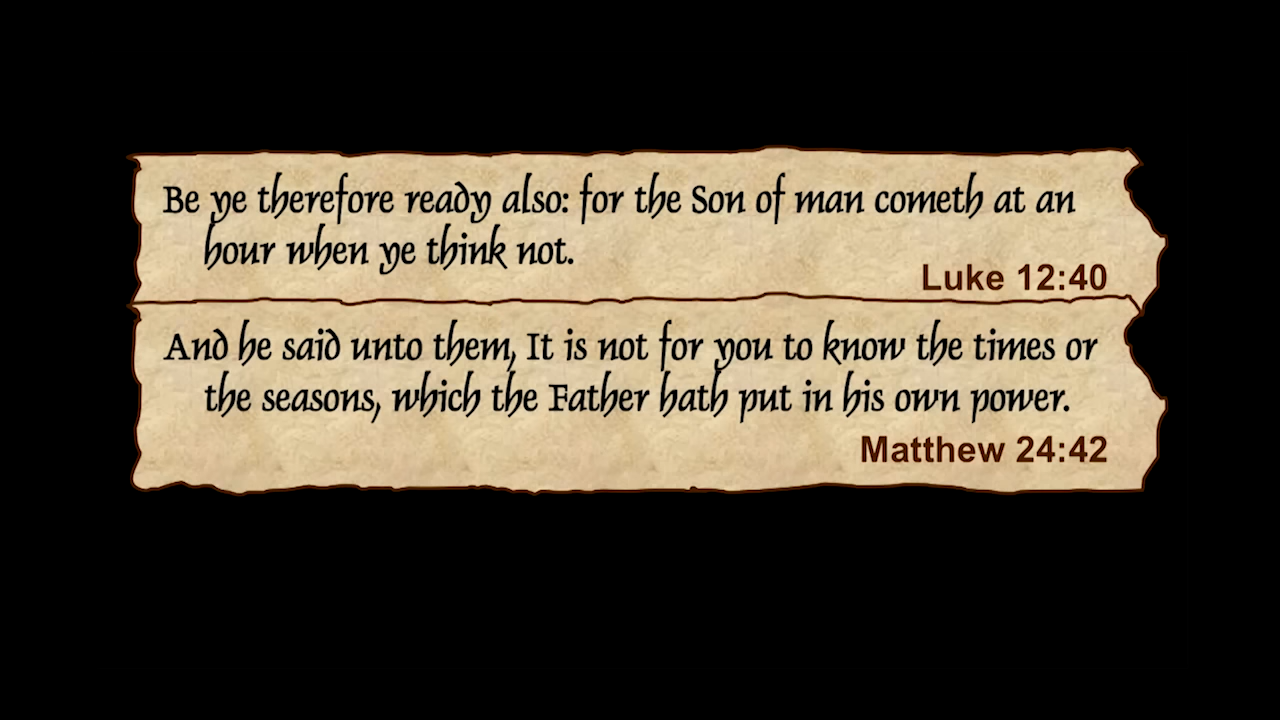 Be ye therefore ready also: for the Son of man cometh at an
hour when ye think not.
Luke 12:40
And he said unto them, It is not for you to know the times or
the seasons, which the Father hath put in his own power.
Matthew 24:42